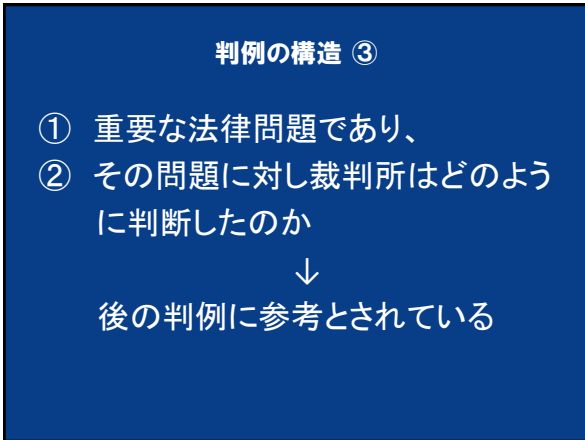 判例の構造 ③
① 重要な法律問題であり、
② その問題に対し裁判所はどのよう
に判断したのか
↓
後の判例に参考とされている